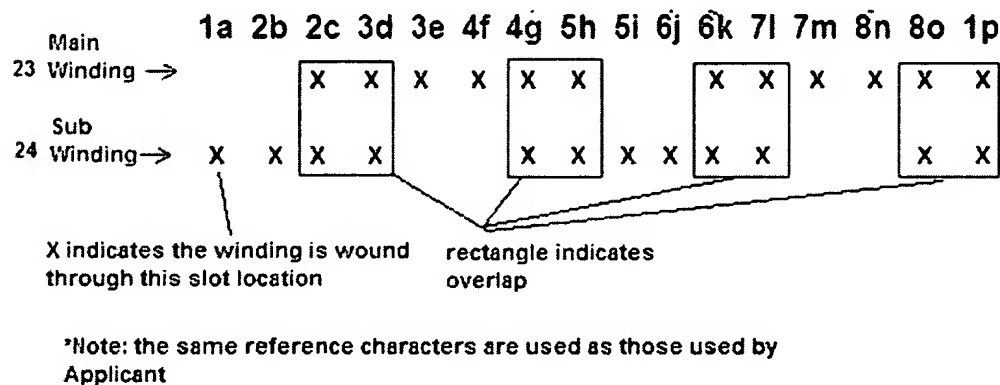 1a 2b 2c 3d 3e 4f 4g 5h 5i 6j 6k 7l 7m 8n 8o 1p
Main
23 Winding → X X X X X X X X X X X X
Sub
24 Winding → X X X X X X X X X X X X
X indicates the winding is wound
through this slot location
rectangle indicates
overlap
*Note: the same reference characters are used as those used by
Applicant